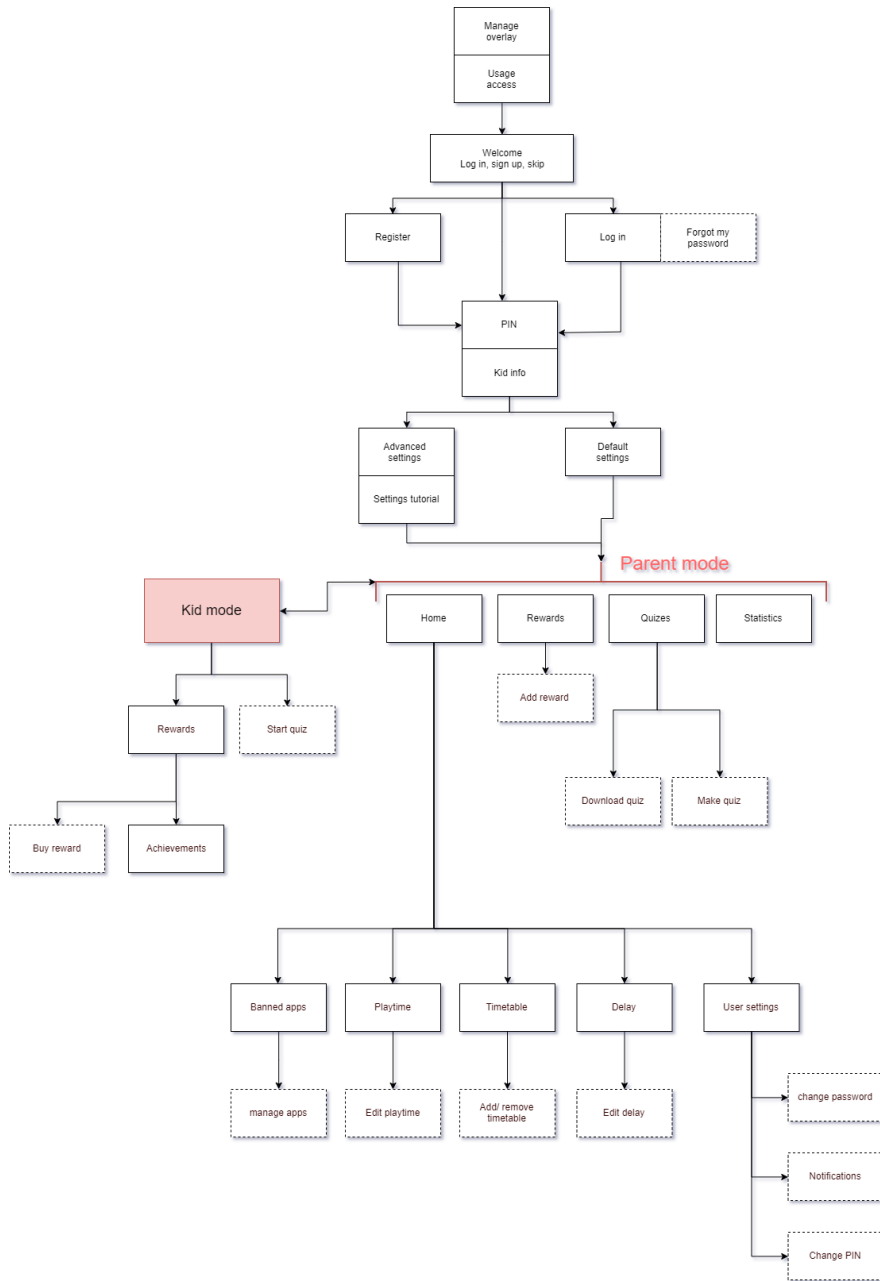 Manage
overlay
Usage
access
Welcome
Log in, sign up, skip
Register
Log in
Forgot my
password
PIN
Kid info
Advanced
settings
Default
settings
Settings tutorial
Parent mode
Kid mode
Home
Rewards
Quizes
Statistics
Add reward
Rewards
Start quiz
Download quiz
Make quiz
Buy reward
Achievements
Banned apps
Playtime
Timetable
Delay
User settings
manage apps
Edit playtime
Add/ remove
timetable
Edit delay
change password
Notifications
Change PIN